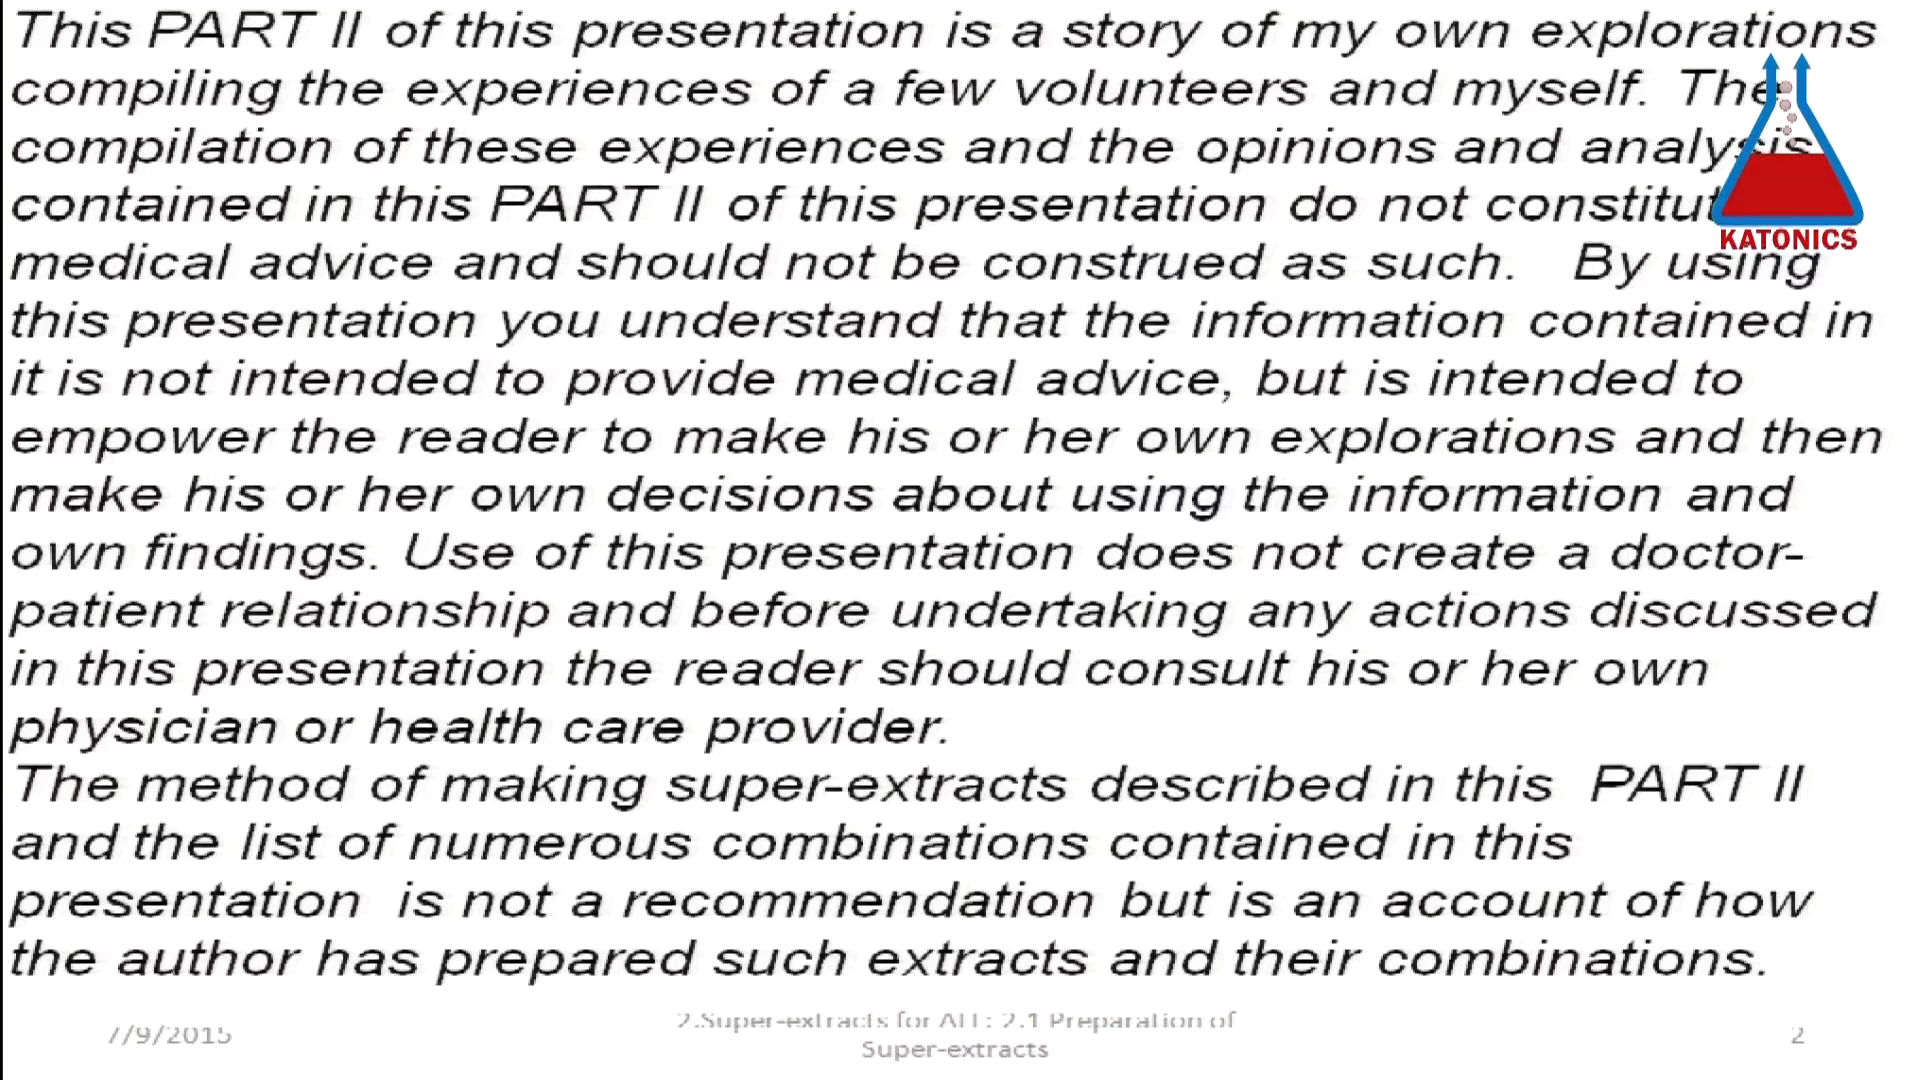 This PART II of this presentation is a story of my own explorations
compiling the experiences of a few volunteers and myself. The
compilation of these experiences and the opinions and analysis
contained in this PART II of this presentation do not constitut
medical advice and should not be construed as such. By using
this presentation you understand that the information contained in
it is not intended to provide medical advice, but is intended to
empower the reader to make his or her own explorations and then
make his or her own decisions about using the information and
own findings. Use of this presentation does not create a doctor-
patient relationship and before undertaking any actions discussed
in this presentation the reader should consult his or her own
physician or health care provider.
The method of making super-extracts described in this PART II
and the list of numerous combinations contained in this
presentation is not a recommendation but is an account of how
the author has prepared such extracts and their combinations.
KATONICS
7/9/2015
2.Super-extracts for ALL: 2.1 Preparation of
Super-extracts
2